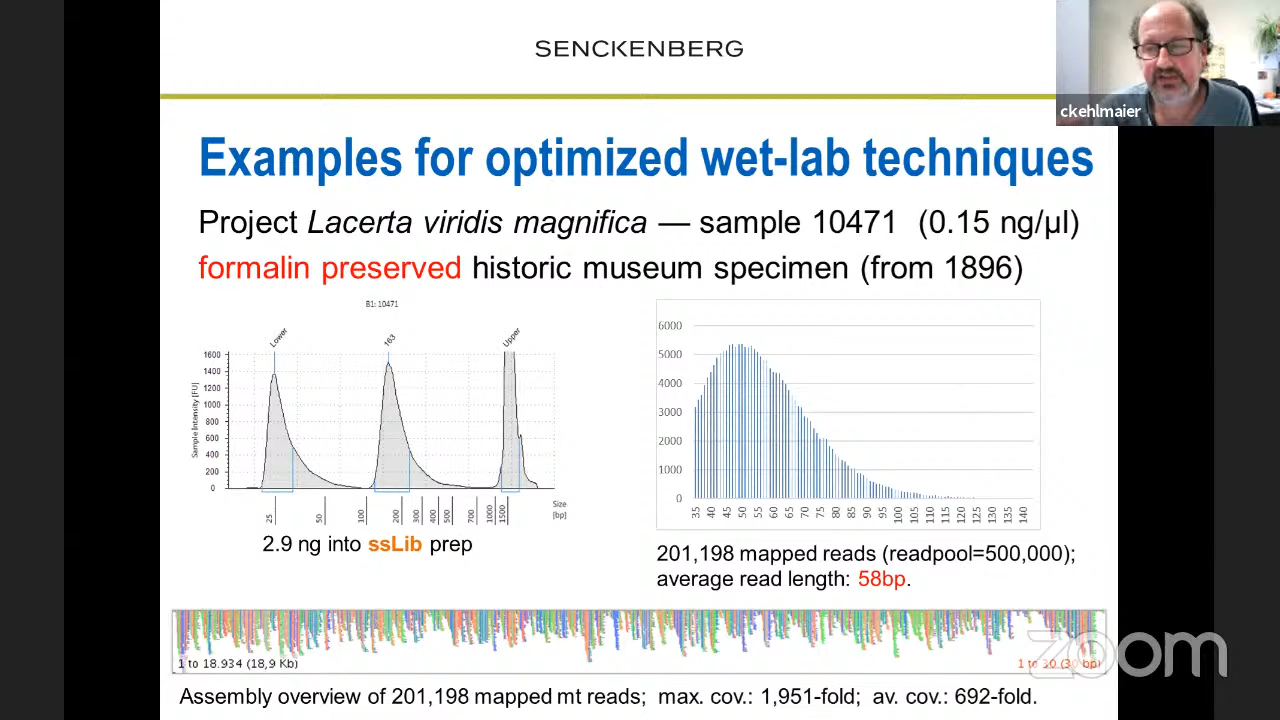 SENCKENBERG
ckehlmaier
Examples for optimized wet-lab techniques
Project Lacerta viridis magnifica — sample 10471 (0.15 ng/µl)
formalin preserved historic museum specimen (from 1896)
B1: 10471
Lower
163
Upper
Sample Intensity [FU]
1600
1400
1200
1000
800
600
400
200
0
25
50
100
200
300
400
500
700
1000
1500
Size
[bp]
2.9 ng into ssLib prep
6000
5000
4000
3000
2000
1000
0
35
40
45
50
55
60
65
70
75
80
85
90
95
100
105
110
115
120
125
130
135
140
201,198 mapped reads (readpool=500,000);
average read length: 58bp.
1 to 18.934 (18,9 Kb)
1 to 30 (30 bp)
zoom
Assembly overview of 201,198 mapped mt reads; max. cov.: 1,951-fold; av. cov.: 692-fold.